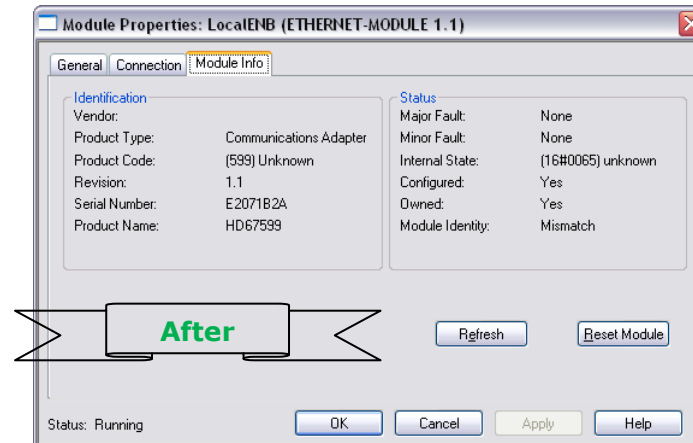 Module Properties: LocalENB (ETHERNET-MODULE 1.1)
General Connection Module Info
Identification
Vendor:
Product Type: Communications Adapter
Product Code: (599) Unknown
Revision: 1.1
Serial Number: E2071B2A
Product Name: HD67599
Status
Major Fault: None
Minor Fault: None
Internal State: (16#0065) unknown
Configured: Yes
Owned: Yes
Module Identity: Mismatch
After
Refresh Reset Module
Status: Running
OK Cancel Apply Help